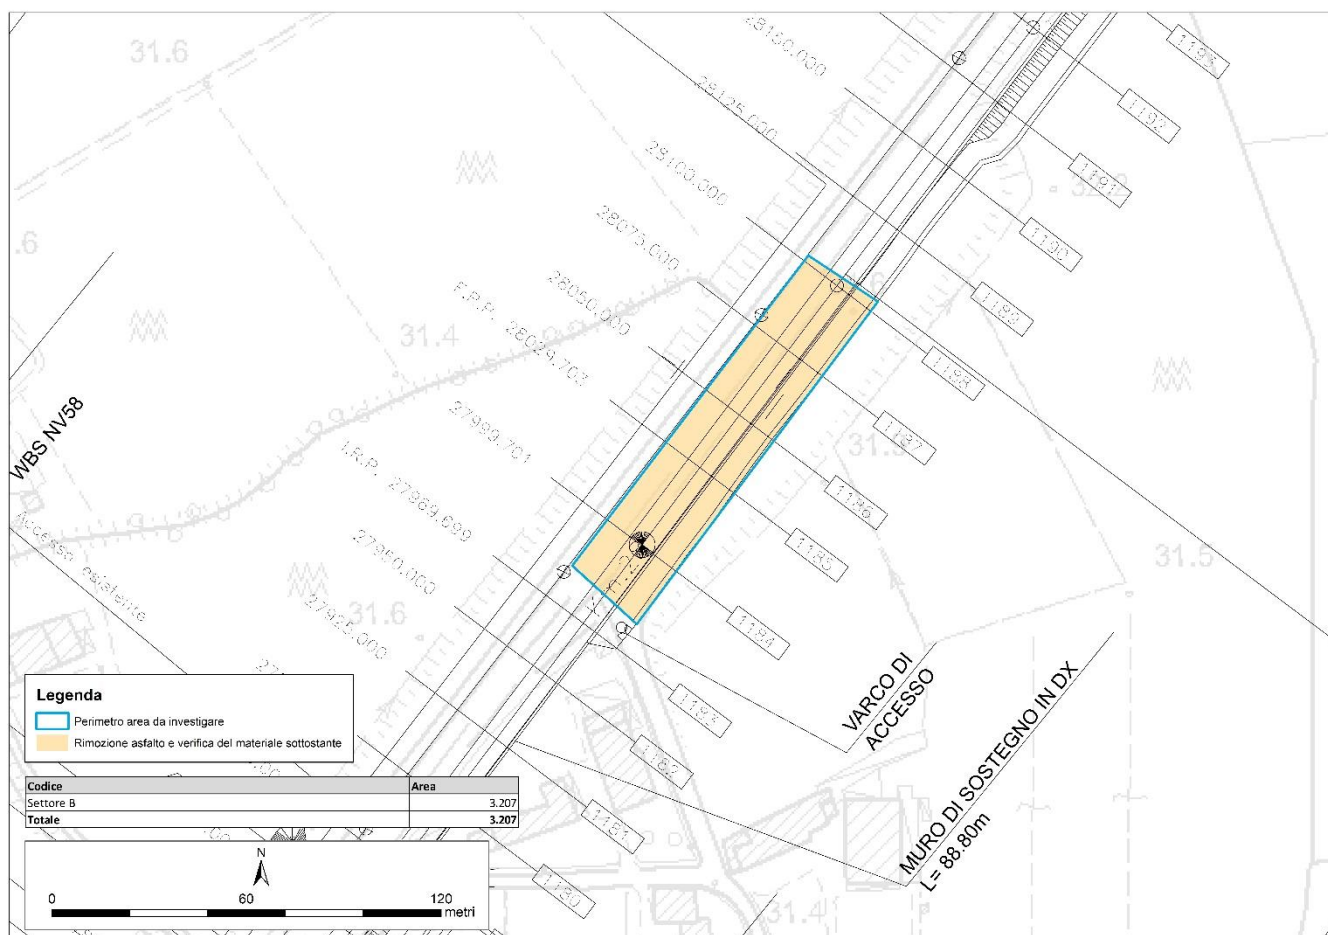 31.6
28150.000
1193
28125.000
1192
28100.000
1191
28075.000
1190
.6
28050.000
1189
F.P.P. 28029.702
31.4
1188
27989.701
1187
I.R.P. 27969.699
1186
WBS NV58
27950.000
1185
31.5
Accesso esistente
27925.000
31.6
1184
VARCO DI
ACCESSO
1183
MURO DI SOSTEGNO IN DX
L= 88.80m
1182
1181
1180
31.4
Legenda
Perimetro area da investigare
Rimozione asfalto e verifica del materiale sottostante
Codice Area
Settore B 3.207
Totale 3.207
N
0 60 120
metri